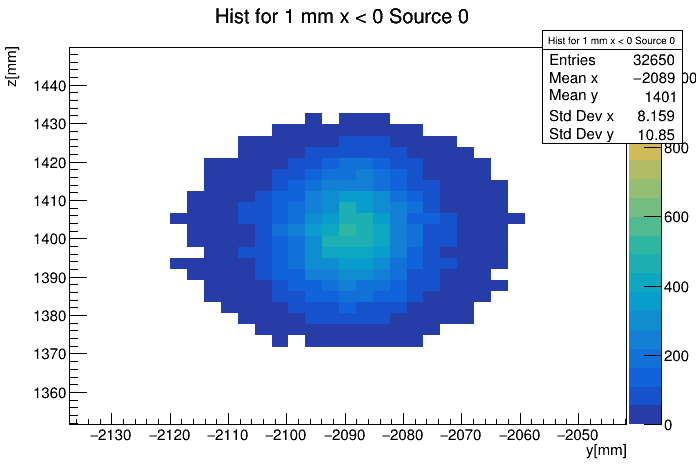 Hist for 1 mm x < 0 Source 0
z[mm]
Hist for 1 mm x < 0 Source 0
Entries 32650
Mean x −2089
Mean y 1401
Std Dev x 8.159
Std Dev y 10.85
1440
1430
1420
1410
1400
1390
1380
1370
1360
800
600
400
200
0
−2130 −2120 −2110 −2100 −2090 −2080 −2070 −2060 −2050
y[mm]